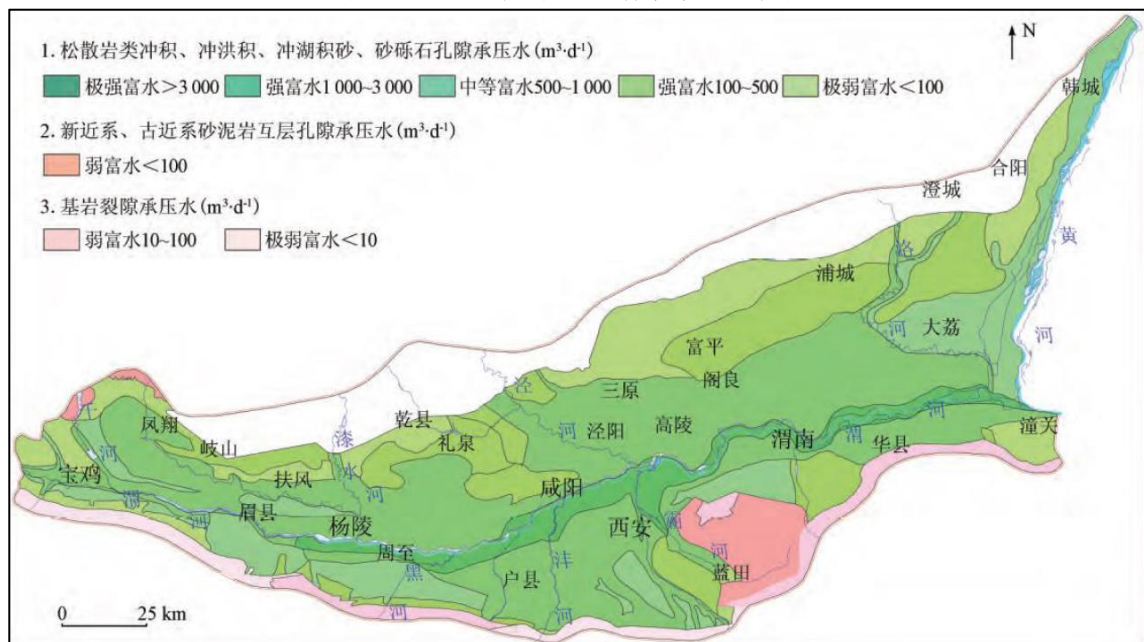 1. 松散岩类冲积、冲洪积、冲湖积砂、砂砾石孔隙承压水(m³·d⁻¹)
极强富水>3 000 强富水1 000~3 000 中等富水500~1 000 强富水100~500 极弱富水<100
2. 新近系、古近系砂泥岩互层孔隙承压水(m³·d⁻¹)
弱富水<100
3. 基岩裂隙承压水(m³·d⁻¹)
弱富水10~100 极弱富水<10
N
韩城
合阳
澄城
黄
河
洛
河
浦城
大荔
富平
阎良
三原
泾
河
泾阳
高陵
乾县
礼泉
漆
水
河
凤翔
岐山
扶风
河
宝鸡
渭
河
眉县
杨陵
周至
黑
河
咸阳
西安
户县
沣
河
渭南
渭
河
华县
潼关
灞
河
蓝田
0 25 km